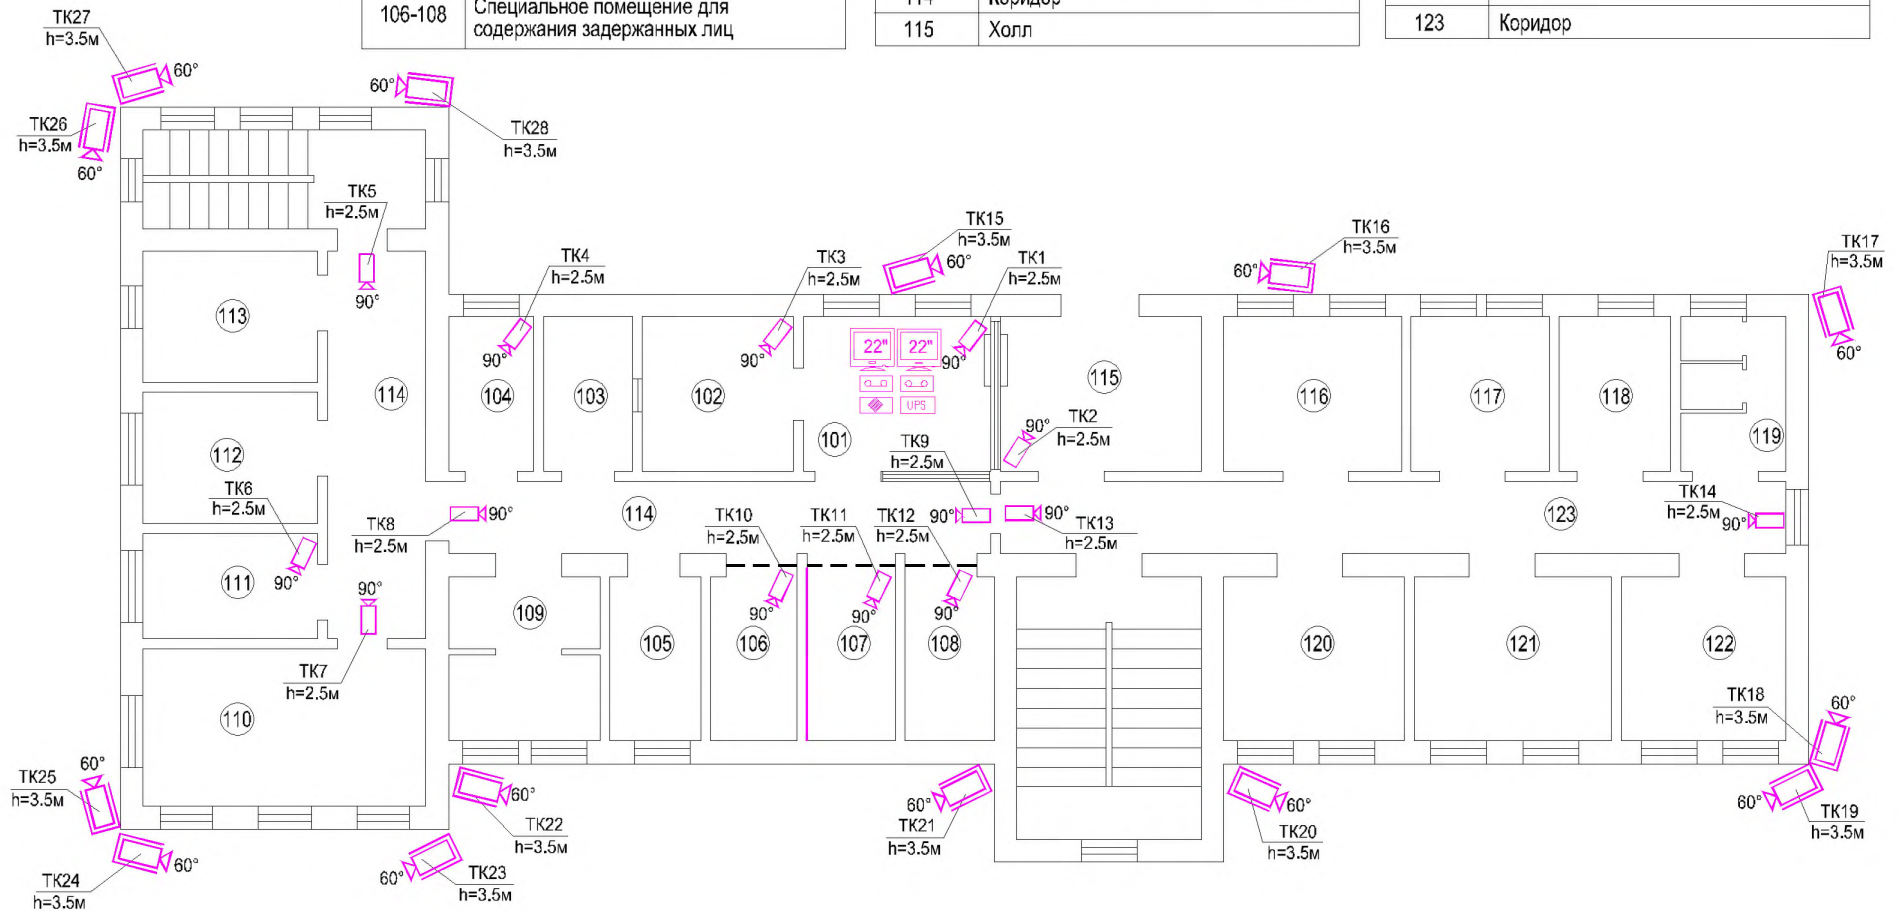 106-108
Специальное помещение для
содержания задержанных лиц
Коридор
115
Холл
123
Коридор
ТК27
h=3.5м
60°
ТК26
h=3.5м
60°
60°
ТК28
h=3.5м
ТК5
h=2.5м
90°
ТК4
h=2.5м
90°
ТК3
h=2.5м
90°
ТК15
h=3.5м
60°
ТК1
h=2.5м
90°
ТК16
h=3.5м
60°
ТК17
h=3.5м
60°
22"
22"
UPS
113
114
104
103
102
101
115
116
117
118
119
112
ТК2
h=2.5м
90°
ТК9
h=2.5м
90°
ТК6
h=2.5м
90°
ТК8
h=2.5м
90°
114
ТК10
h=2.5м
90°
ТК11
h=2.5м
90°
ТК12
h=2.5м
90°
ТК13
h=2.5м
90°
123
ТК14
h=2.5м
90°
111
90°
ТК7
h=2.5м
109
105
106
107
108
120
121
122
110
ТК18
h=3.5м
60°
60°
ТК25
h=3.5м
60°
ТК22
h=3.5м
60°
ТК21
h=3.5м
60°
ТК20
h=3.5м
60°
ТК19
h=3.5м
60°
ТК24
h=3.5м
60°
ТК23
h=3.5м